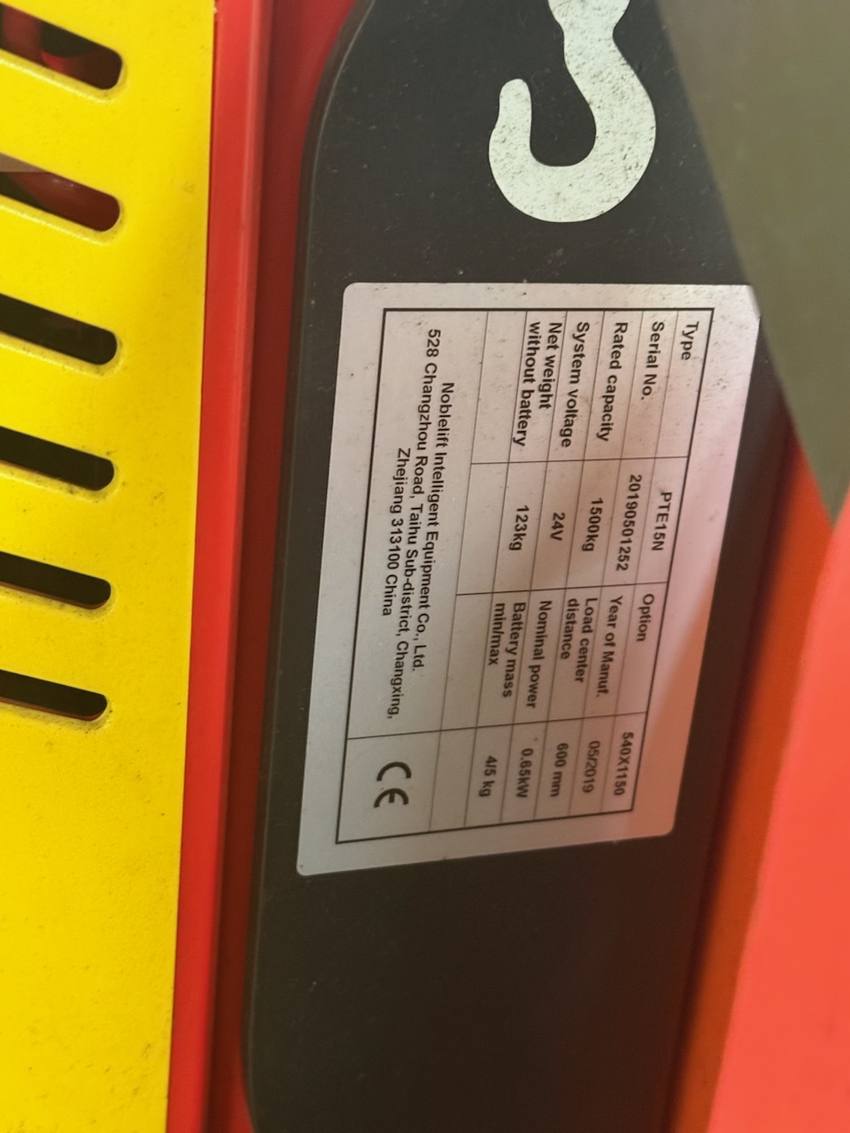 Type PTE15N Option 540X1150
Serial No. 20190501252 Year of Manuf. 05/2019
Rated capacity 1500kg Load center distance 600 mm
System voltage 24V Nominal power 0.65kW
Net weight without battery 123kg Battery mass min/max 4/5 kg
Noblelift Intelligent Equipment Co., Ltd.
528 Changzhou Road, Taihu Sub-district, Changxing,
Zhejiang 313100 China
CE